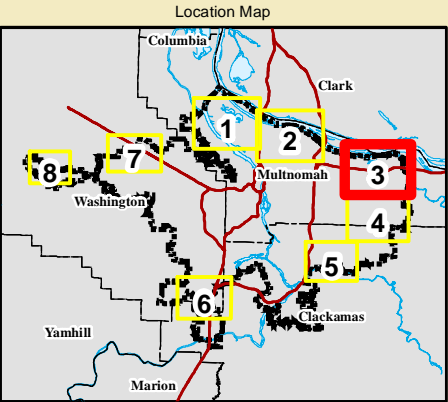 Location Map
Columbia
Clark
1
2
Multnomah
3
7
8
Washington
4
5
6
Clackamas
Yamhill
Marion